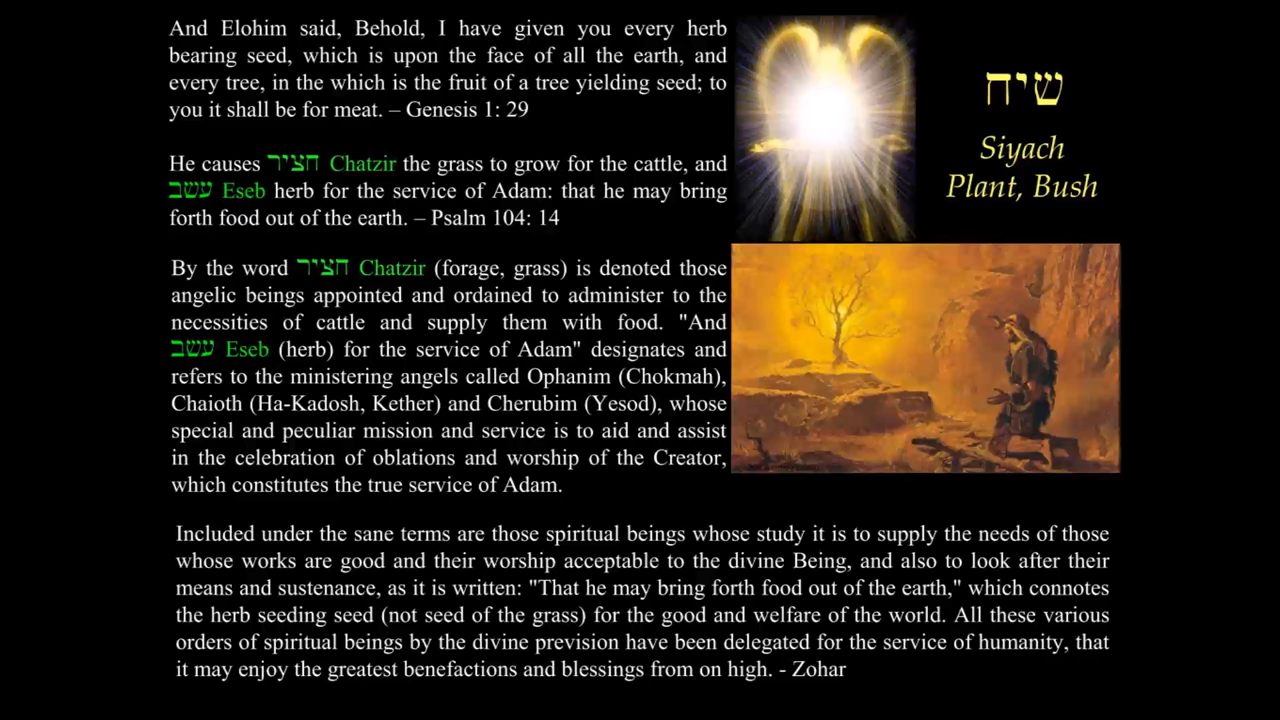 And Elohim said, Behold, I have given you every herb
bearing seed, which is upon the face of all the earth, and
every tree, in the which is the fruit of a tree yielding seed; to
you it shall be for meat. – Genesis 1: 29
He causes חציר Chatzir the grass to grow for the cattle, and
עשב Eseb herb for the service of Adam: that he may bring
forth food out of the earth. – Psalm 104: 14
By the word חציר Chatzir (forage, grass) is denoted those
angelic beings appointed and ordained to administer to the
necessities of cattle and supply them with food. "And
עשב Eseb (herb) for the service of Adam" designates and
refers to the ministering angels called Ophanim (Chokmah),
Chaioth (Ha-Kadosh, Kether) and Cherubim (Yesod), whose
special and peculiar mission and service is to aid and assist
in the celebration of oblations and worship of the Creator,
which constitutes the true service of Adam.
שיח
Siyach
Plant, Bush
Included under the sane terms are those spiritual beings whose study it is to supply the needs of those
whose works are good and their worship acceptable to the divine Being, and also to look after their
means and sustenance, as it is written: "That he may bring forth food out of the earth," which connotes
the herb seeding seed (not seed of the grass) for the good and welfare of the world. All these various
orders of spiritual beings by the divine prevision have been delegated for the service of humanity, that
it may enjoy the greatest benefactions and blessings from on high. - Zohar